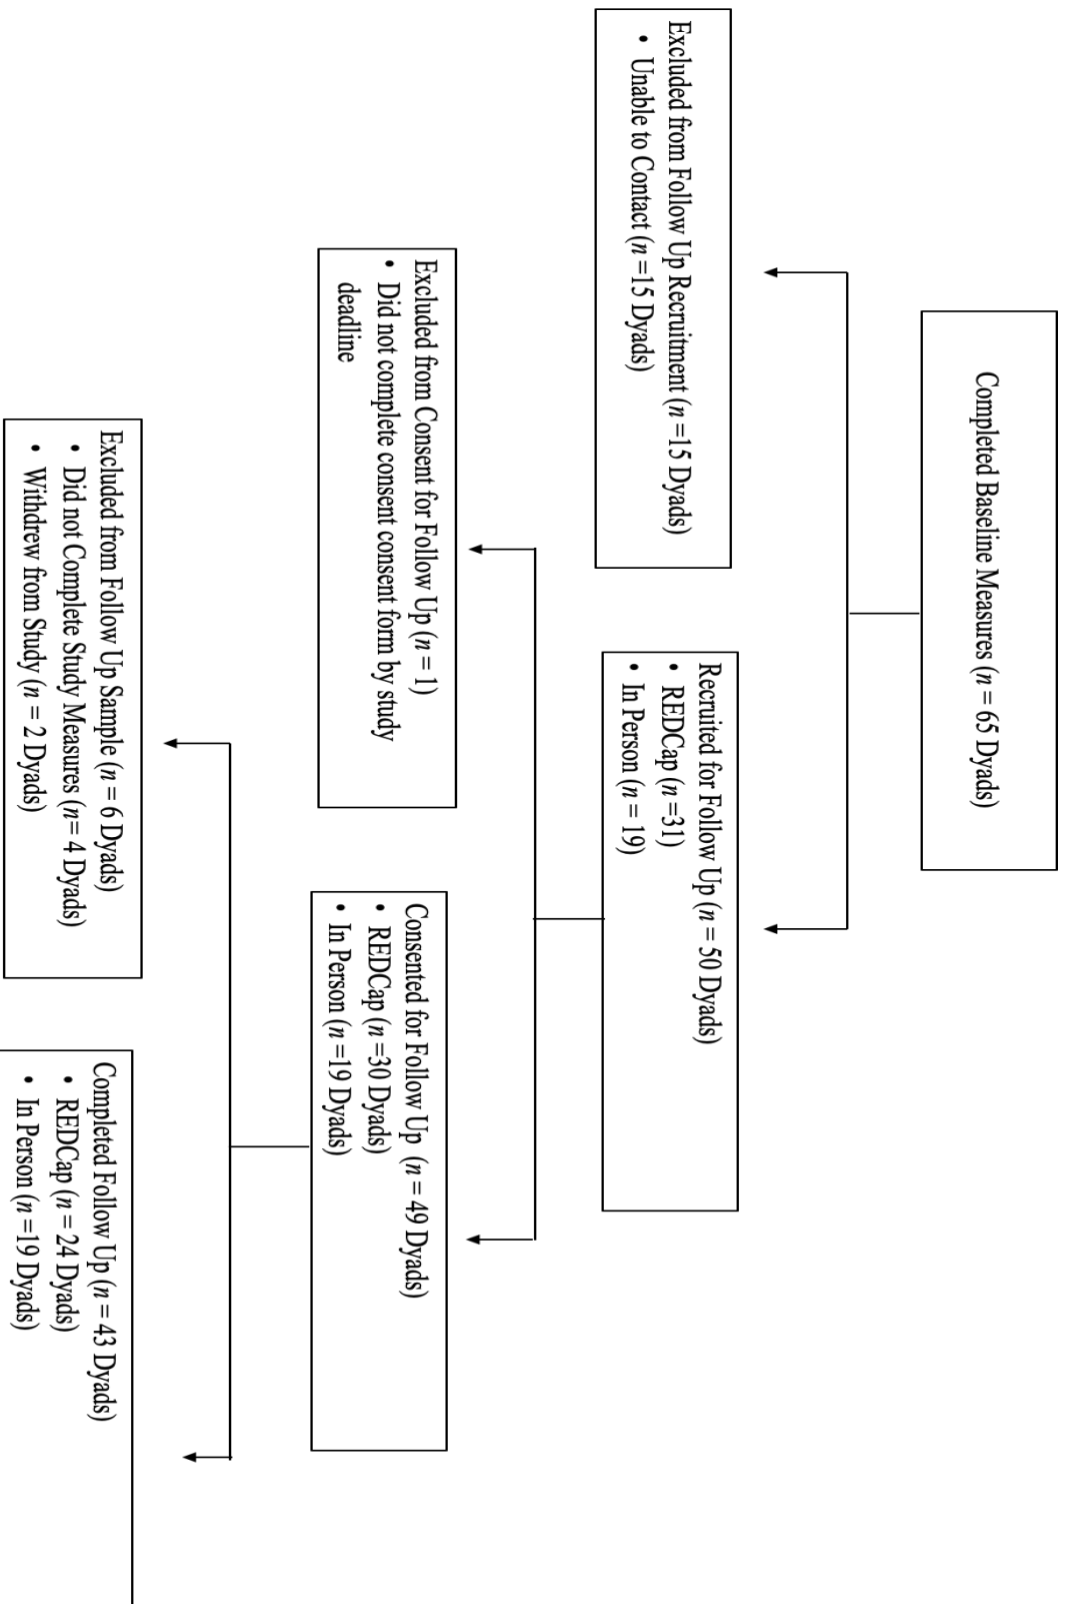 Completed Baseline Measures (n = 65 Dyads)
Excluded from Follow Up Recruitment (n =15 Dyads)
• Unable to Contact (n =15 Dyads)
Recruited for Follow Up (n = 50 Dyads)
• REDCap (n =31)
• In Person (n = 19)
Excluded from Consent for Follow Up (n = 1)
• Did not complete consent consent form by study
deadline
Consented for Follow Up (n = 49 Dyads)
• REDCap (n =30 Dyads)
• In Person (n =19 Dyads)
Excluded from Follow Up Sample (n = 6 Dyads)
• Did not Complete Study Measures (n= 4 Dyads)
• Withdrew from Study (n = 2 Dyads)
Completed Follow Up (n = 43 Dyads)
• REDCap (n = 24 Dyads)
• In Person (n =19 Dyads)